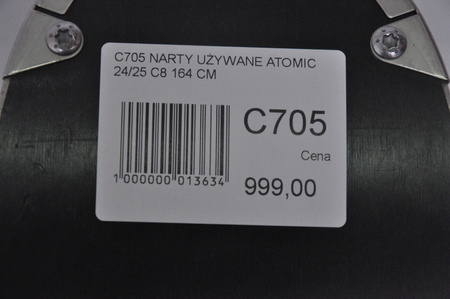 C705 NARTY UŻYWANE ATOMIC
24/25 C8 164 CM
C705
Cena
1 000000 013634
999,00